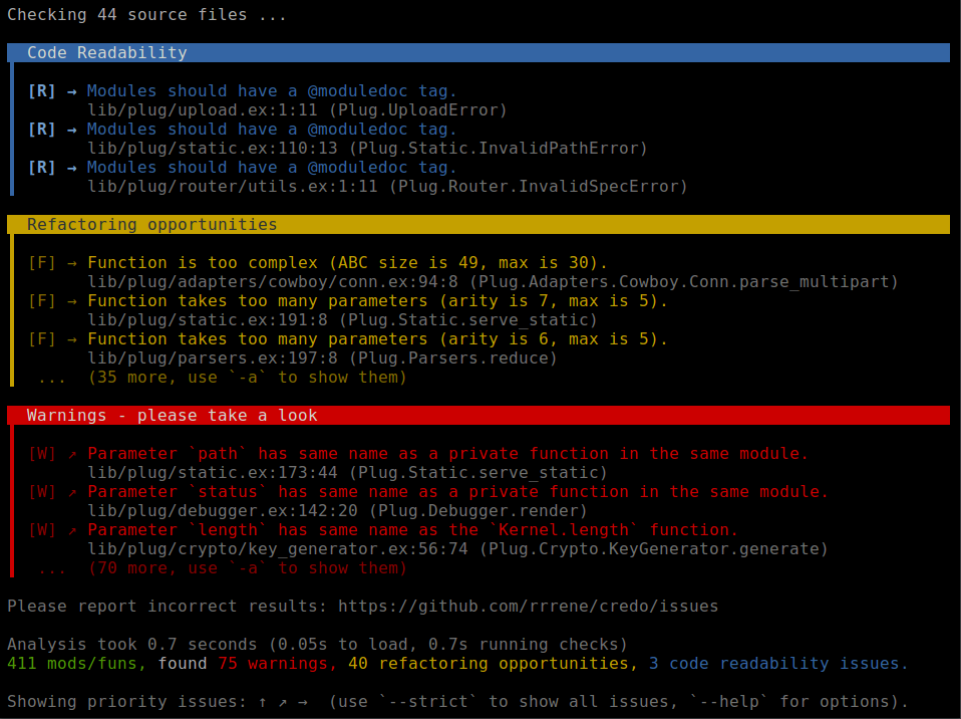 Checking 44 source files ...
Code Readability
[R] → Modules should have a @moduledoc tag.
lib/plug/upload.ex:1:11 (Plug.UploadError)
[R] → Modules should have a @moduledoc tag.
lib/plug/static.ex:110:13 (Plug.Static.InvalidPathError)
[R] → Modules should have a @moduledoc tag.
lib/plug/router/utils.ex:1:11 (Plug.Router.InvalidSpecError)
Refactoring opportunities
[F] → Function is too complex (ABC size is 49, max is 30).
lib/plug/adapters/cowboy/conn.ex:94:8 (Plug.Adapters.Cowboy.Conn.parse_multipart)
[F] → Function takes too many parameters (arity is 7, max is 5).
lib/plug/static.ex:191:8 (Plug.Static.serve_static)
[F] → Function takes too many parameters (arity is 6, max is 5).
lib/plug/parsers.ex:197:8 (Plug.Parsers.reduce)
... (35 more, use `-a` to show them)
Warnings - please take a look
[W] ↗ Parameter `path` has same name as a private function in the same module.
lib/plug/static.ex:173:44 (Plug.Static.serve_static)
[W] ↗ Parameter `status` has same name as a private function in the same module.
lib/plug/debugger.ex:142:20 (Plug.Debugger.render)
[W] ↗ Parameter `length` has same name as the `Kernel.length` function.
lib/plug/crypto/key_generator.ex:56:74 (Plug.Crypto.KeyGenerator.generate)
... (70 more, use `-a` to show them)
Please report incorrect results: https://github.com/rrrene/credo/issues
Analysis took 0.7 seconds (0.05s to load, 0.7s running checks)
411 mods/funs, found 75 warnings, 40 refactoring opportunities, 3 code readability issues.
Showing priority issues: ↑ ↗ → (use `--strict` to show all issues, `--help` for options).